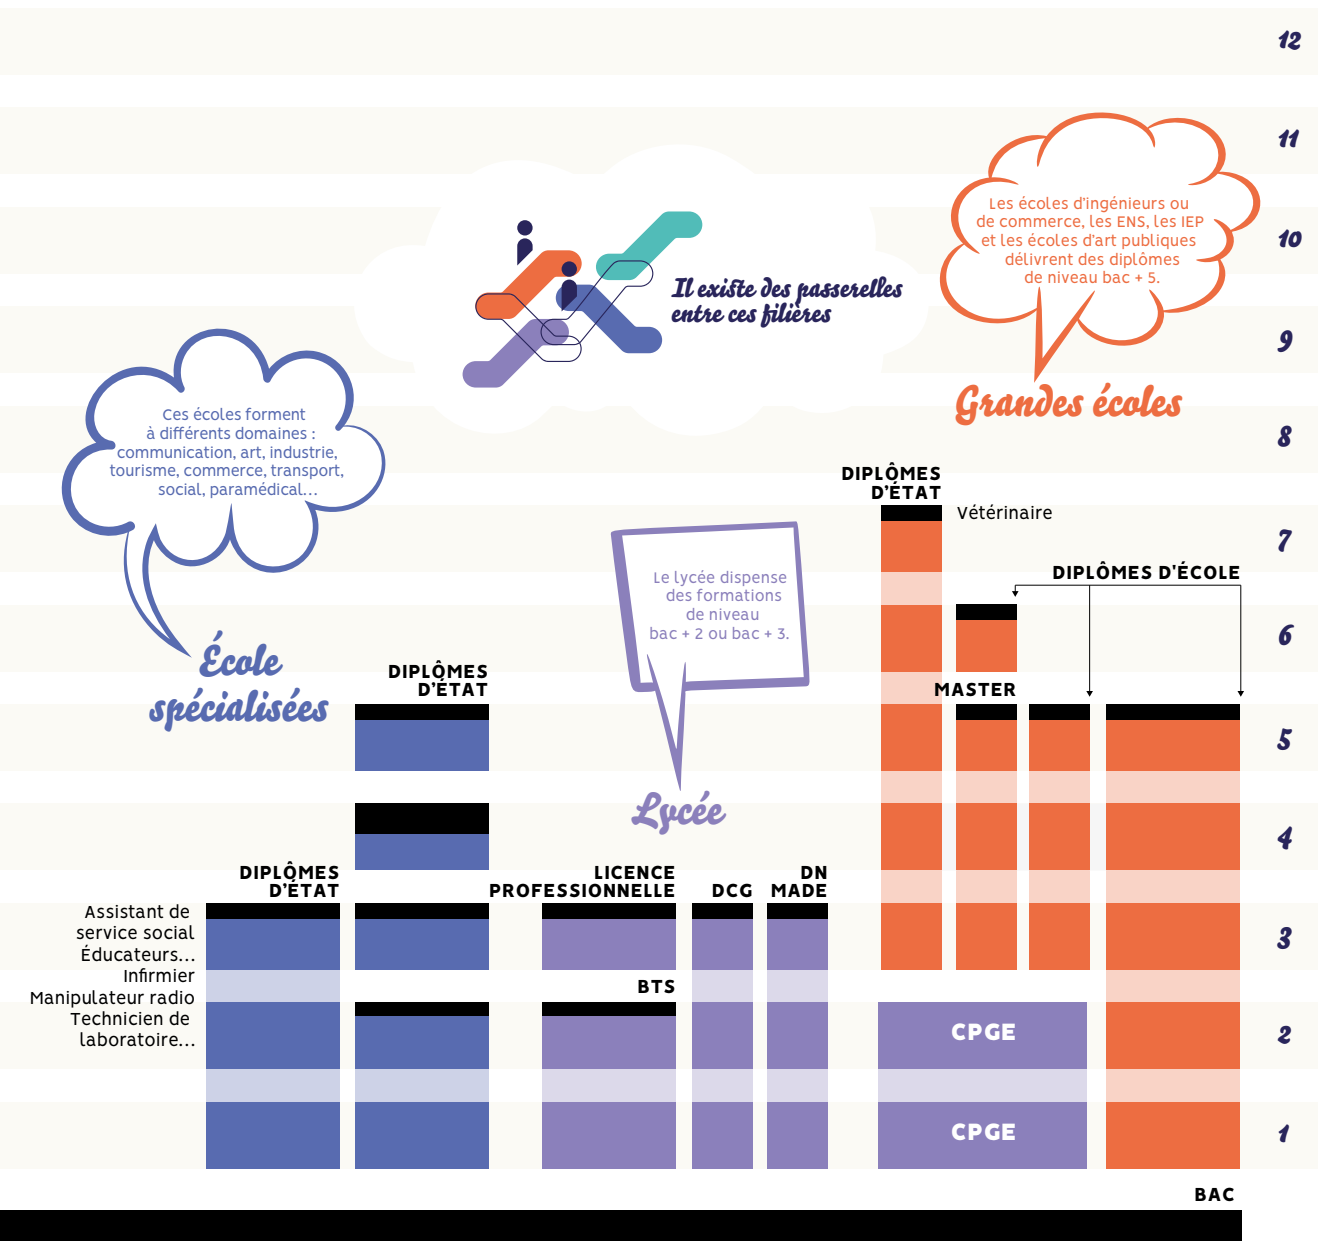 12
11
10
9
8
7
6
5
4
3
2
1
Les écoles d'ingénieurs ou
de commerce, les ENS, les IEP
et les écoles d'art publiques
délivrent des diplômes
de niveau bac + 5.
Grandes écoles
Il existe des passerelles
entre ces filières
Ces écoles forment
à différents domaines :
communication, art, industrie,
tourisme, commerce, transport,
social, paramédical...
École
spécialisées
Le lycée dispense
des formations
de niveau
bac + 2 ou bac + 3.
Lycée
DIPLÔMES
D'ÉTAT
Vétérinaire
DIPLÔMES D'ÉCOLE
MASTER
DIPLÔMES
D'ÉTAT
DIPLÔMES
D'ÉTAT
Assistant de
service social
Éducateurs...
Infirmier
Manipulateur radio
Technicien de
laboratoire...
LICENCE
PROFESSIONNELLE
DCG
DN
MADE
BTS
CPGE
CPGE
BAC